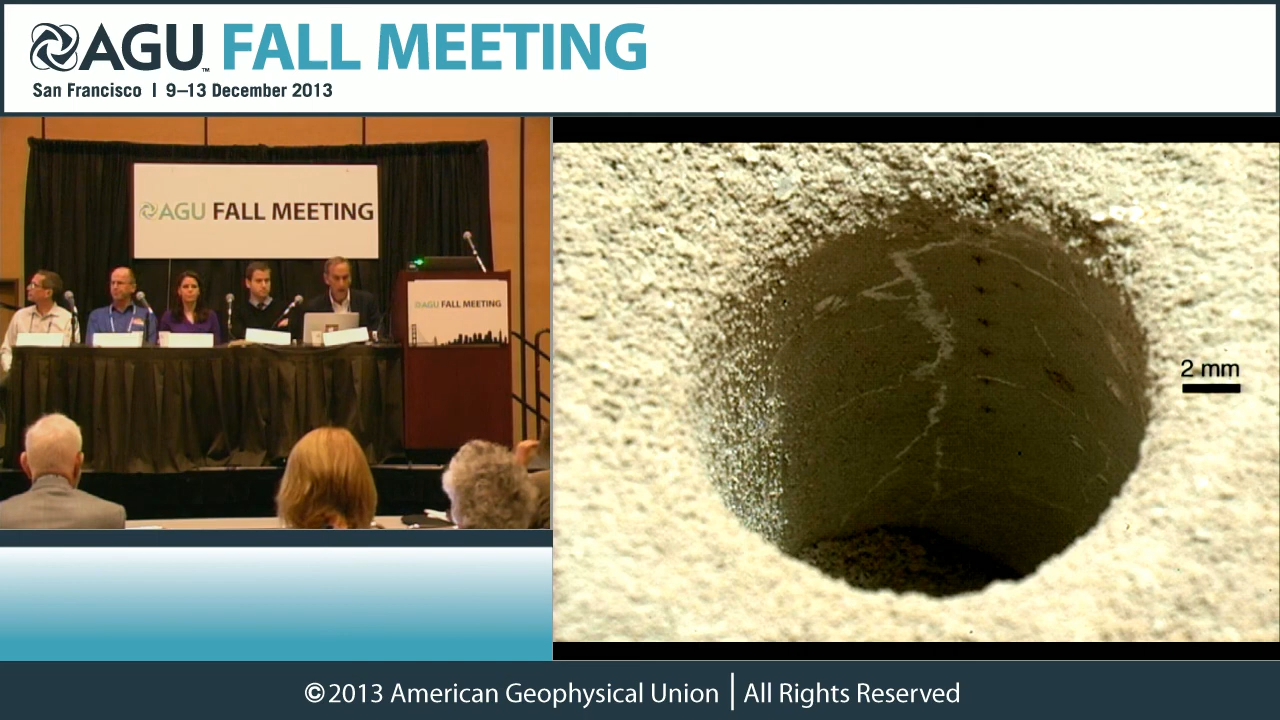 AGU™ FALL MEETING
San Francisco | 9–13 December 2013
AGU FALL MEETING
AGU FALL MEETING
2 mm
©2013 American Geophysical Union | All Rights Reserved